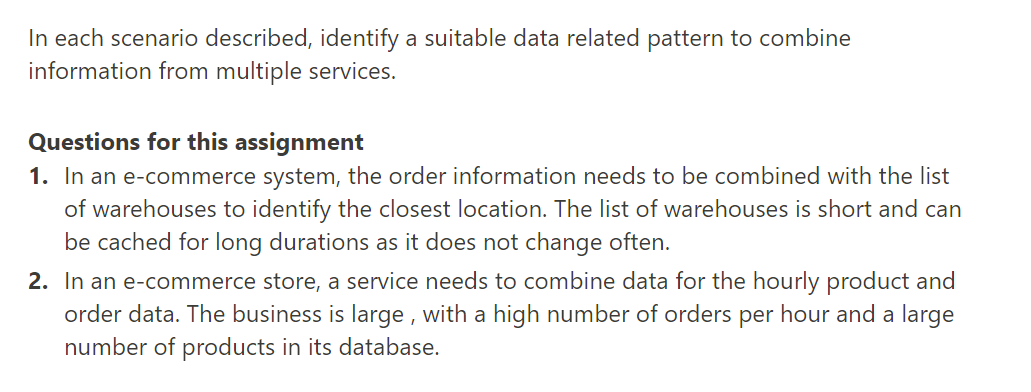 In each scenario described, identify a suitable data related pattern to combine
information from multiple services.
Questions for this assignment
1. In an e-commerce system, the order information needs to be combined with the list
of warehouses to identify the closest location. The list of warehouses is short and can
be cached for long durations as it does not change often.
2. In an e-commerce store, a service needs to combine data for the hourly product and
order data. The business is large , with a high number of orders per hour and a large
number of products in its database.